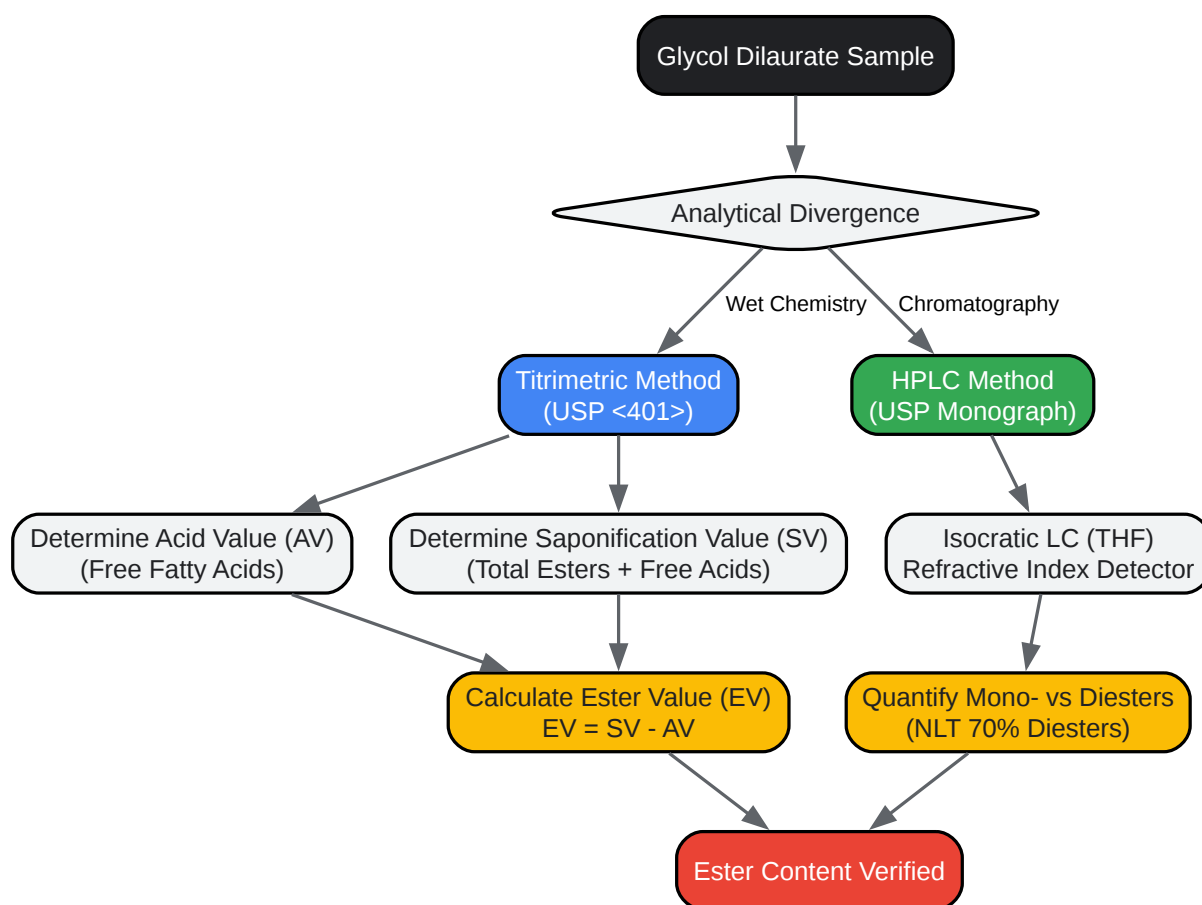 Glycol Dilaurate Sample
Analytical Divergence
Wet Chemistry
Chromatography
Titrimetric Method
(USP <401>)
HPLC Method
(USP Monograph)
Determine Acid Value (AV)
(Free Fatty Acids)
Determine Saponification Value (SV)
(Total Esters + Free Acids)
Isocratic LC (THF)
Refractive Index Detector
Calculate Ester Value (EV)
EV = SV - AV
Quantify Mono- vs Diesters
(NLT 70% Diesters)
Ester Content Verified